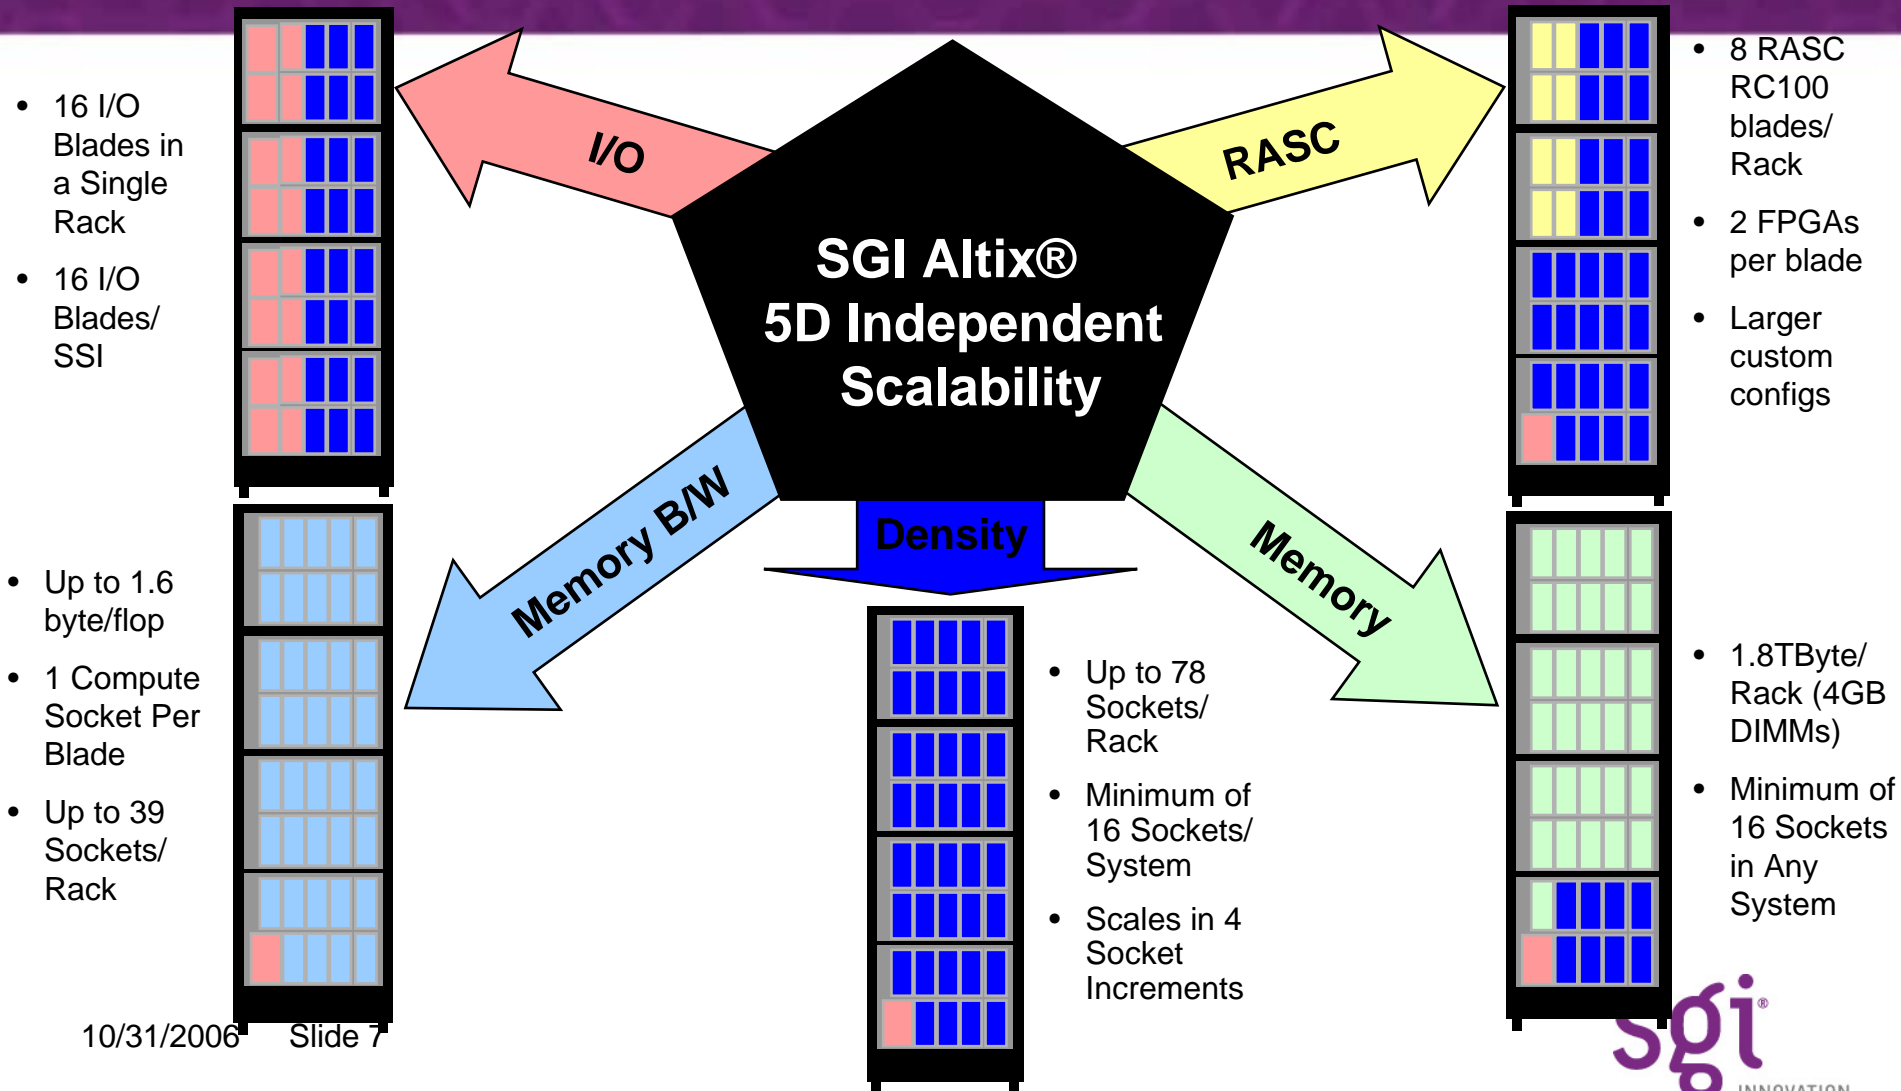 • 16 I/O
Blades in
a Single
Rack
• 16 I/O
Blades/
SSI
I/O
RASC
• 8 RASC
RC100
blades/
Rack
• 2 FPGAs
per blade
• Larger
custom
configs
SGI Altix®
5D Independent
Scalability
Memory B/W
Density
Memory
• Up to 1.6
byte/flop
• 1 Compute
Socket Per
Blade
• Up to 39
Sockets/
Rack
• Up to 78
Sockets/
Rack
• Minimum of
16 Sockets/
System
• Scales in 4
Socket
Increments
• 1.8TByte/
Rack (4GB
DIMMs)
• Minimum of
16 Sockets
in Any
System
10/31/2006 Slide 7
sgi®
INNOVATION